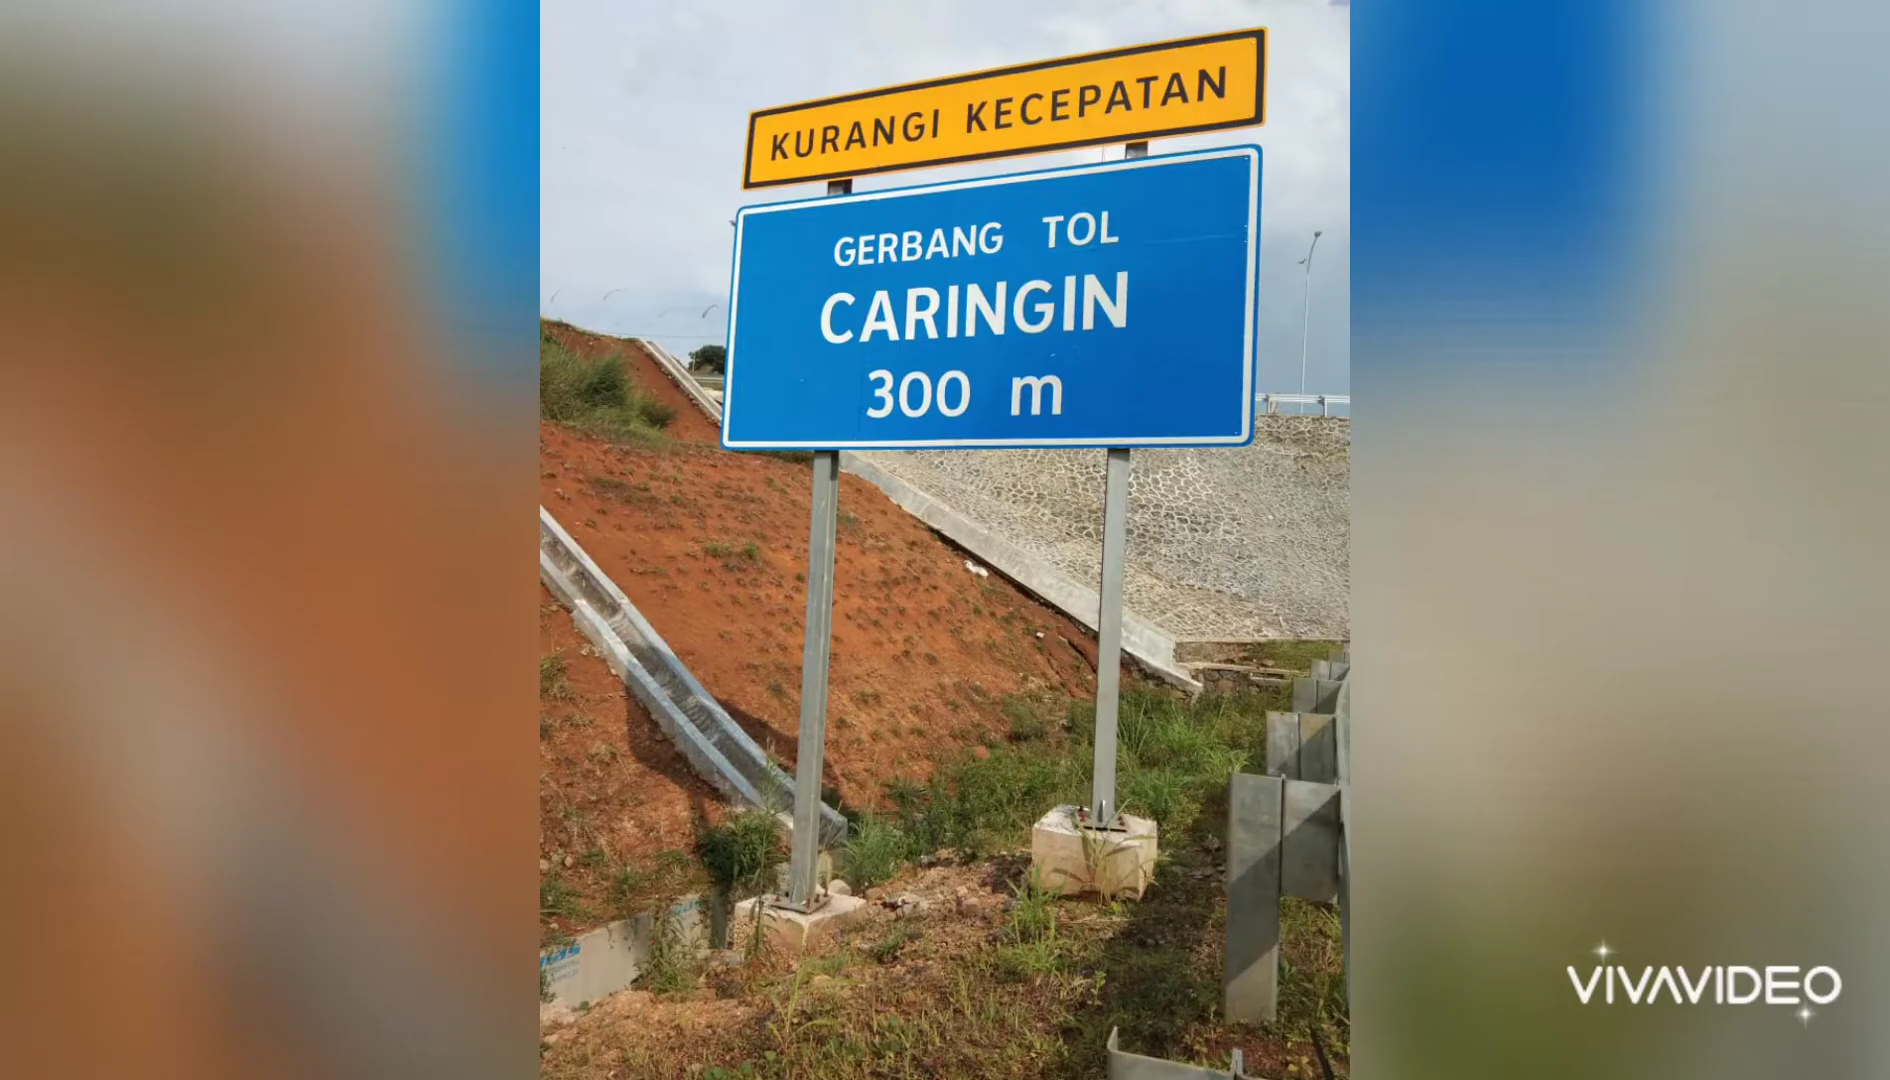 KURANGI KECEPATAN
GERBANG TOL
CARINGIN
300 m
VIVAVIDEO